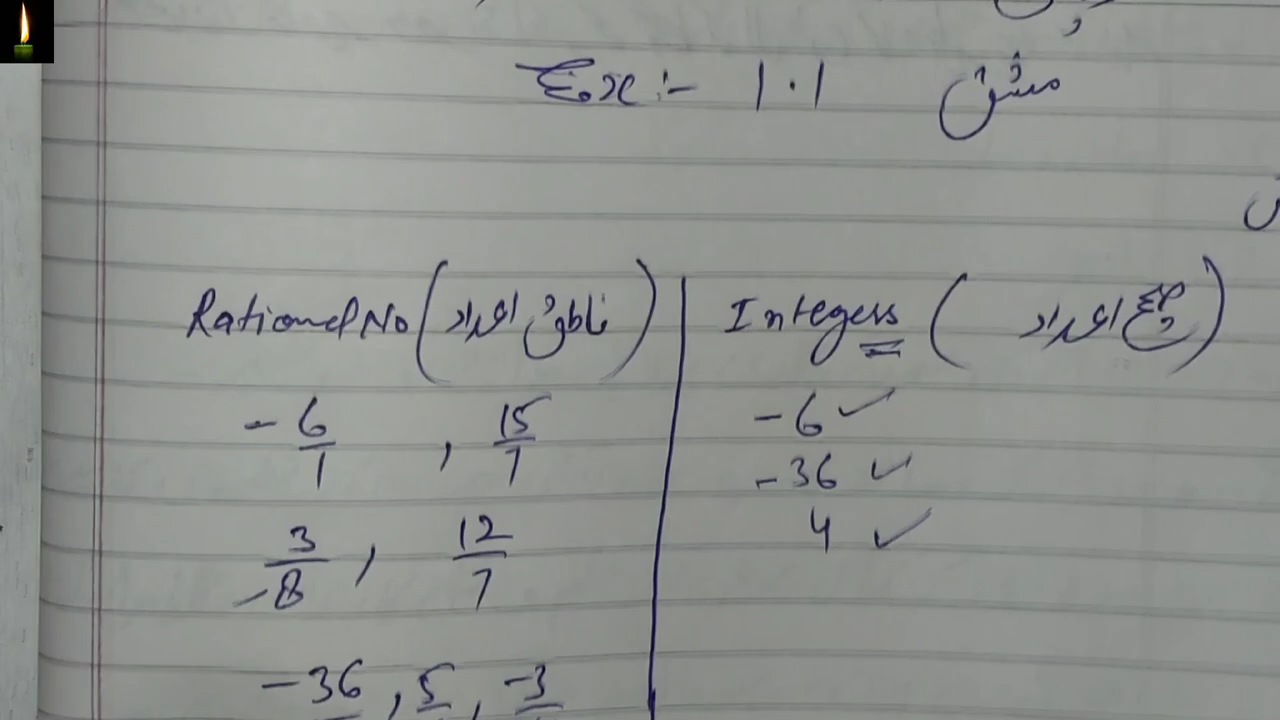 Ex:- 1.1 مشق
Rational No (ناطق اعداد) | Integers (صحیح اعداد)
-6/1 , 15/7 | -6 ✓
-36 ✓
3/-8 , 12/7 | 4 ✓
-36 , 5 , -3